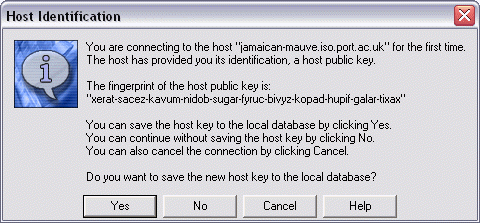 Host Identification
You are connecting to the host "jamaican-mauve.iso.port.ac.uk" for the first time.
The host has provided you its identification, a host public key.
The fingerprint of the host public key is:
"xerat-sacez-kavum-nidob-sugar-fyruc-bivyz-kopad-hupif-galar-tixax"
You can save the host key to the local database by clicking Yes.
You can continue without saving the host key by clicking No.
You can also cancel the connection by clicking Cancel.
Do you want to save the new host key to the local database?
Yes No Cancel Help